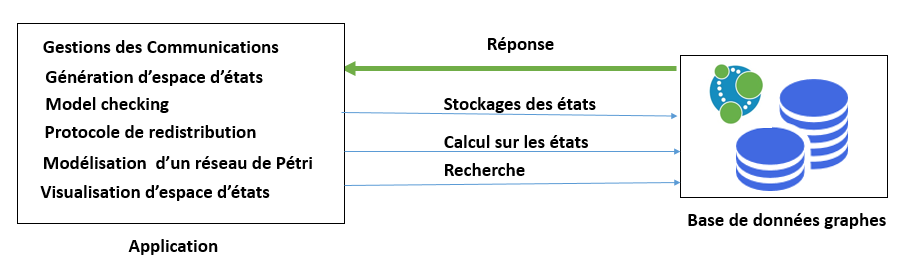 Gestions des Communications
Génération d'espace d'états
Model checking
Protocole de redistribution
Modélisation d'un réseau de Pétri
Visualisation d'espace d'états
Application
Réponse
Stockages des états
Calcul sur les états
Recherche
Base de données graphes